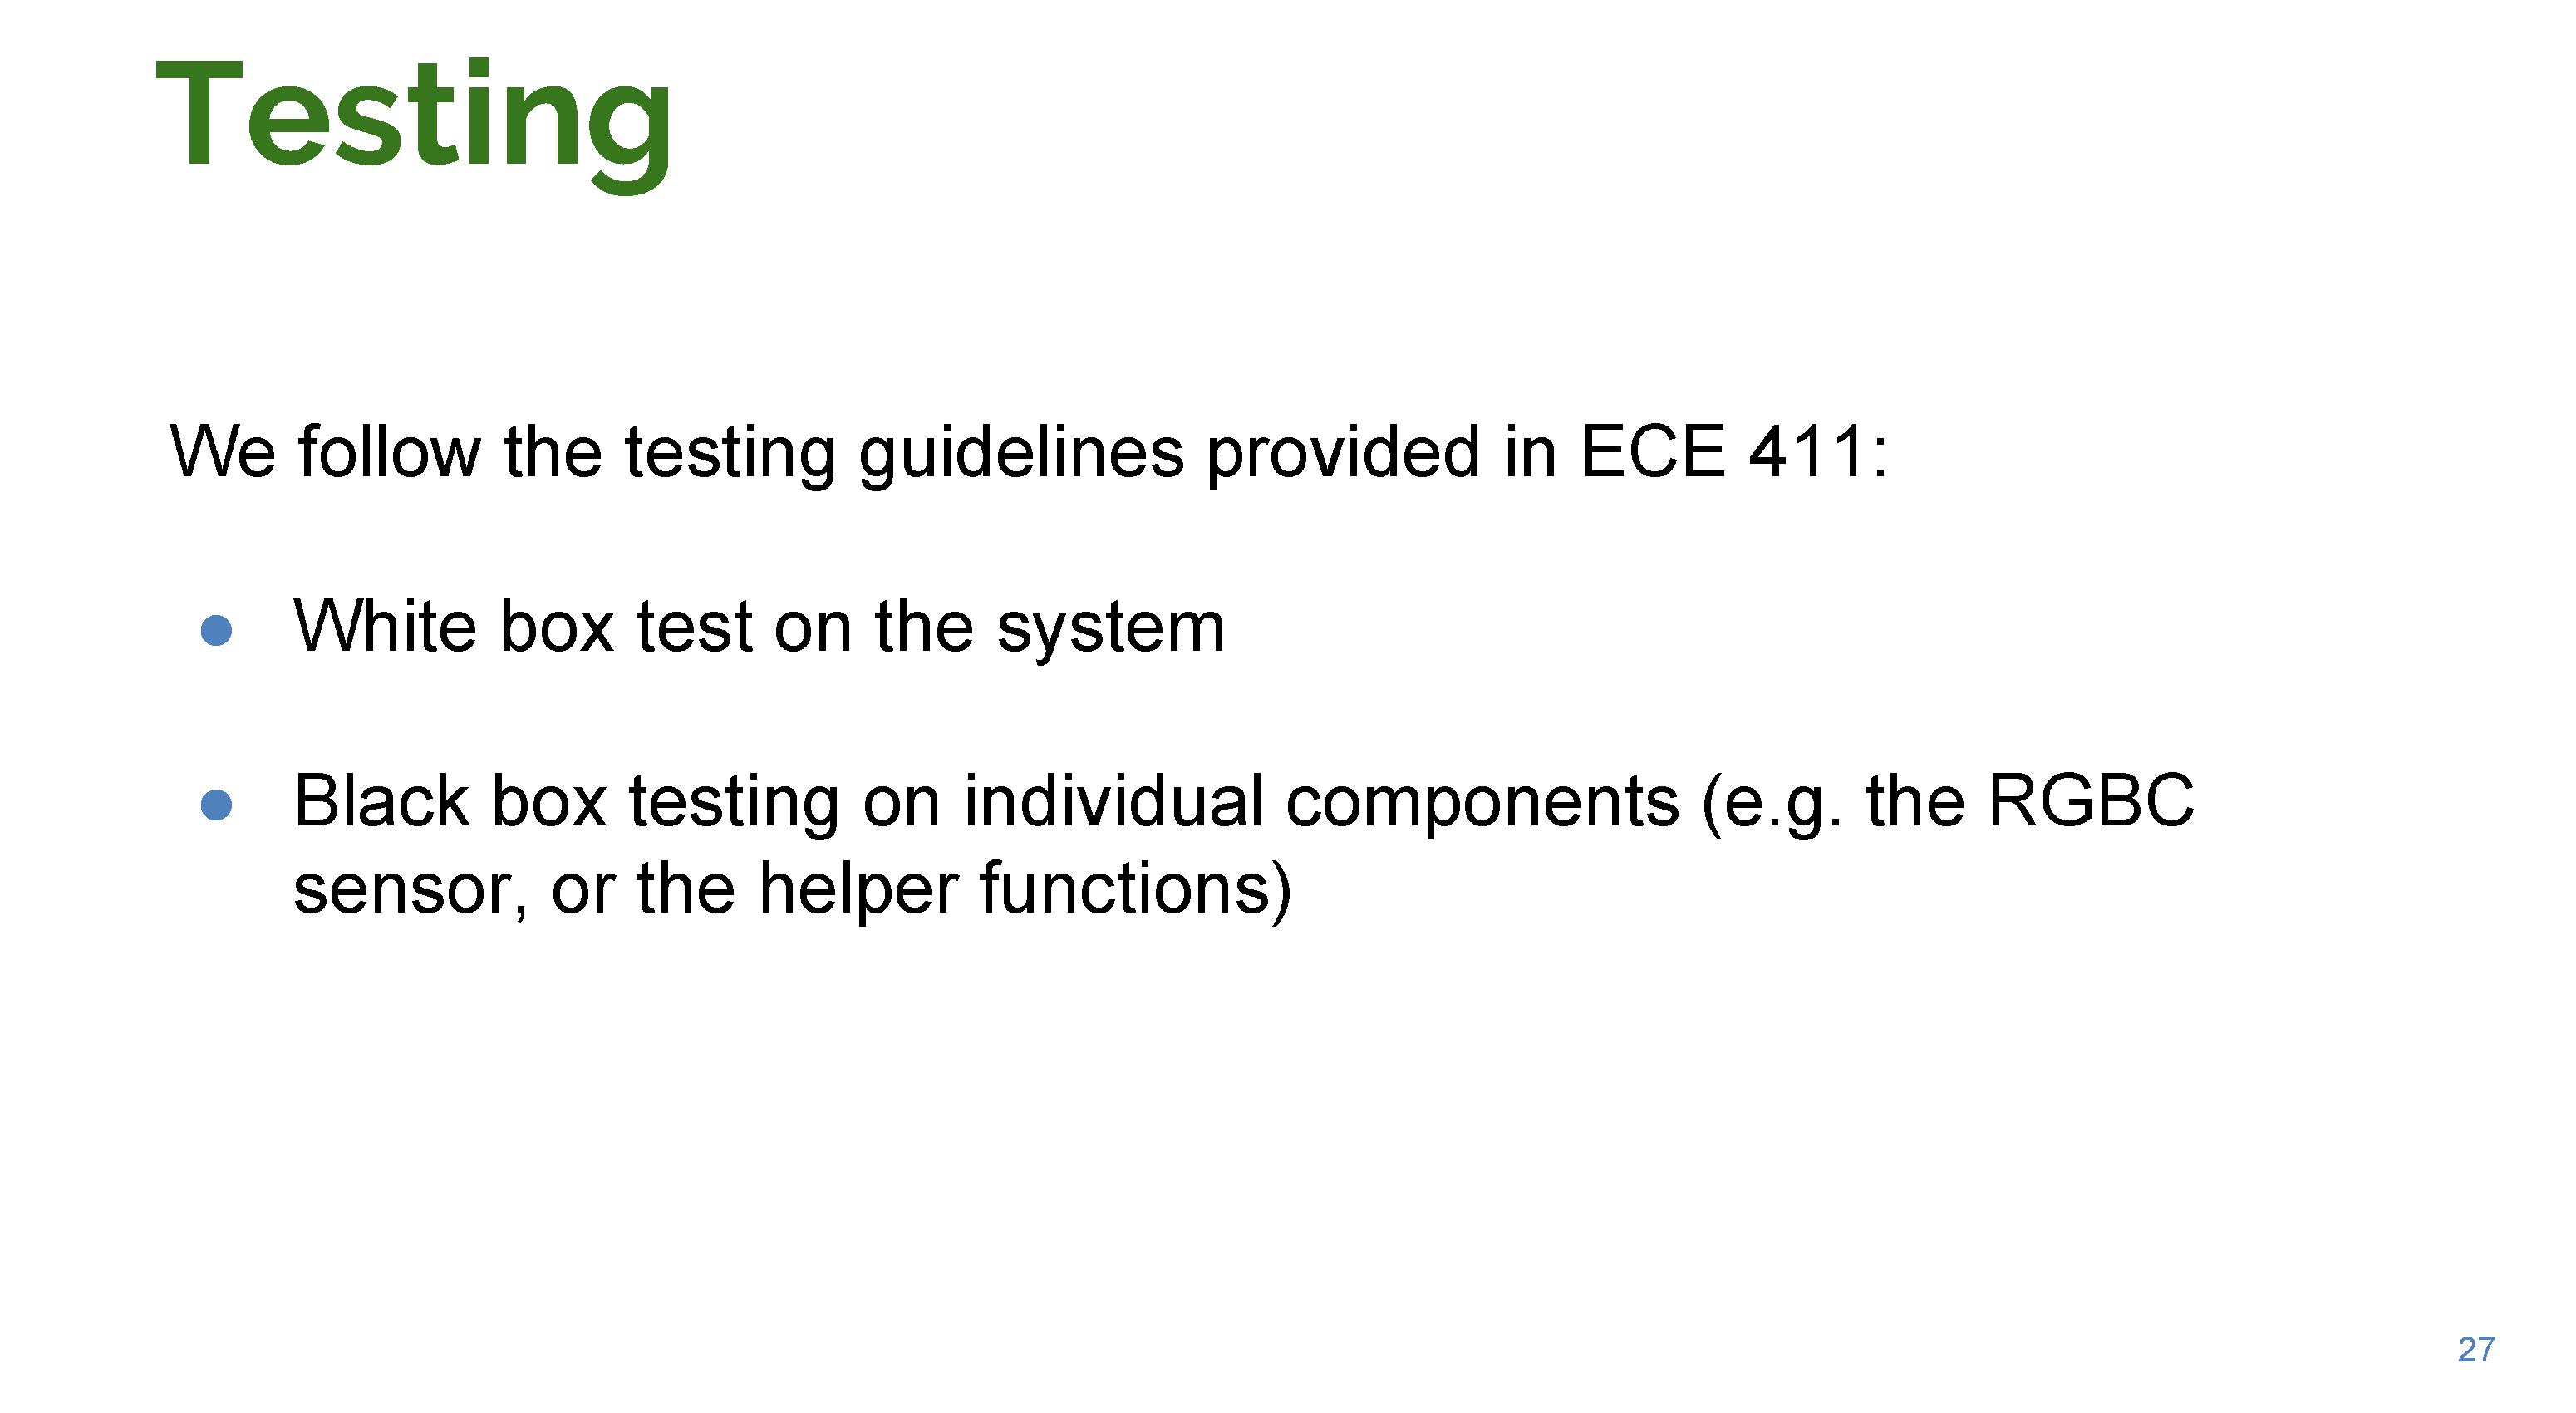 Testing
We follow the testing guidelines provided in ECE 411:
● White box test on the system
● Black box testing on individual components (e.g. the RGBC
sensor, or the helper functions)
27